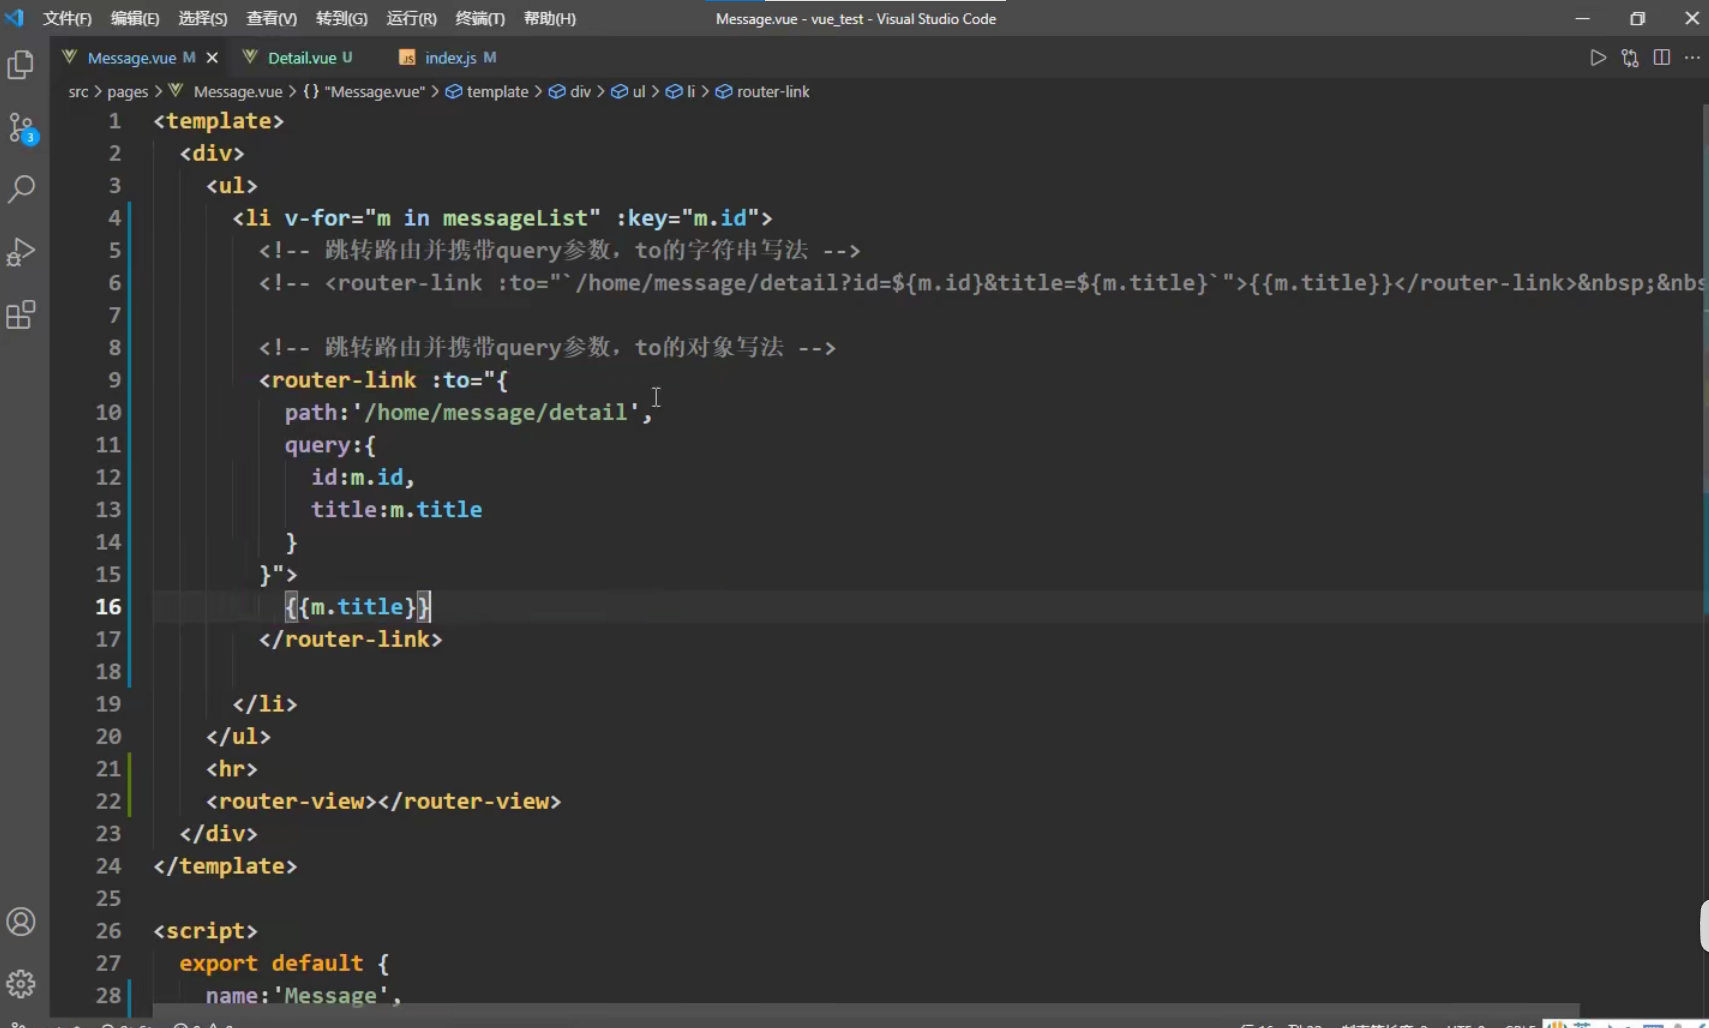 文件(F) 编辑(E) 选择(S) 查看(V) 转到(G) 运行(R) 终端(T) 帮助(H) Message.vue - vue_test - Visual Studio Code
Message.vue M Detail.vue U JS index.js M
src > pages > Message.vue > {} "Message.vue" > template > div > ul > li > router-link
3
1 <template>
2 <div>
3 <ul>
4 <li v-for="m in messageList" :key="m.id">
5 <!-- 跳转路由并携带query参数，to的字符串写法 -->
6 <!-- <router-link :to="`/home/message/detail?id=${m.id}&title=${m.title}`">{{m.title}}</router-link>&nbsp;&nbs
7
8 <!-- 跳转路由并携带query参数，to的对象写法 -->
9 <router-link :to="{
10 path:'/home/message/detail',
11 query:{
12 id:m.id,
13 title:m.title
14 }
15 }">
16 {{m.title}}
17 </router-link>
18
19 </li>
20 </ul>
21 <hr>
22 <router-view></router-view>
23 </div>
24 </template>
25
26 <script>
27 export default {
28 name:'Message',